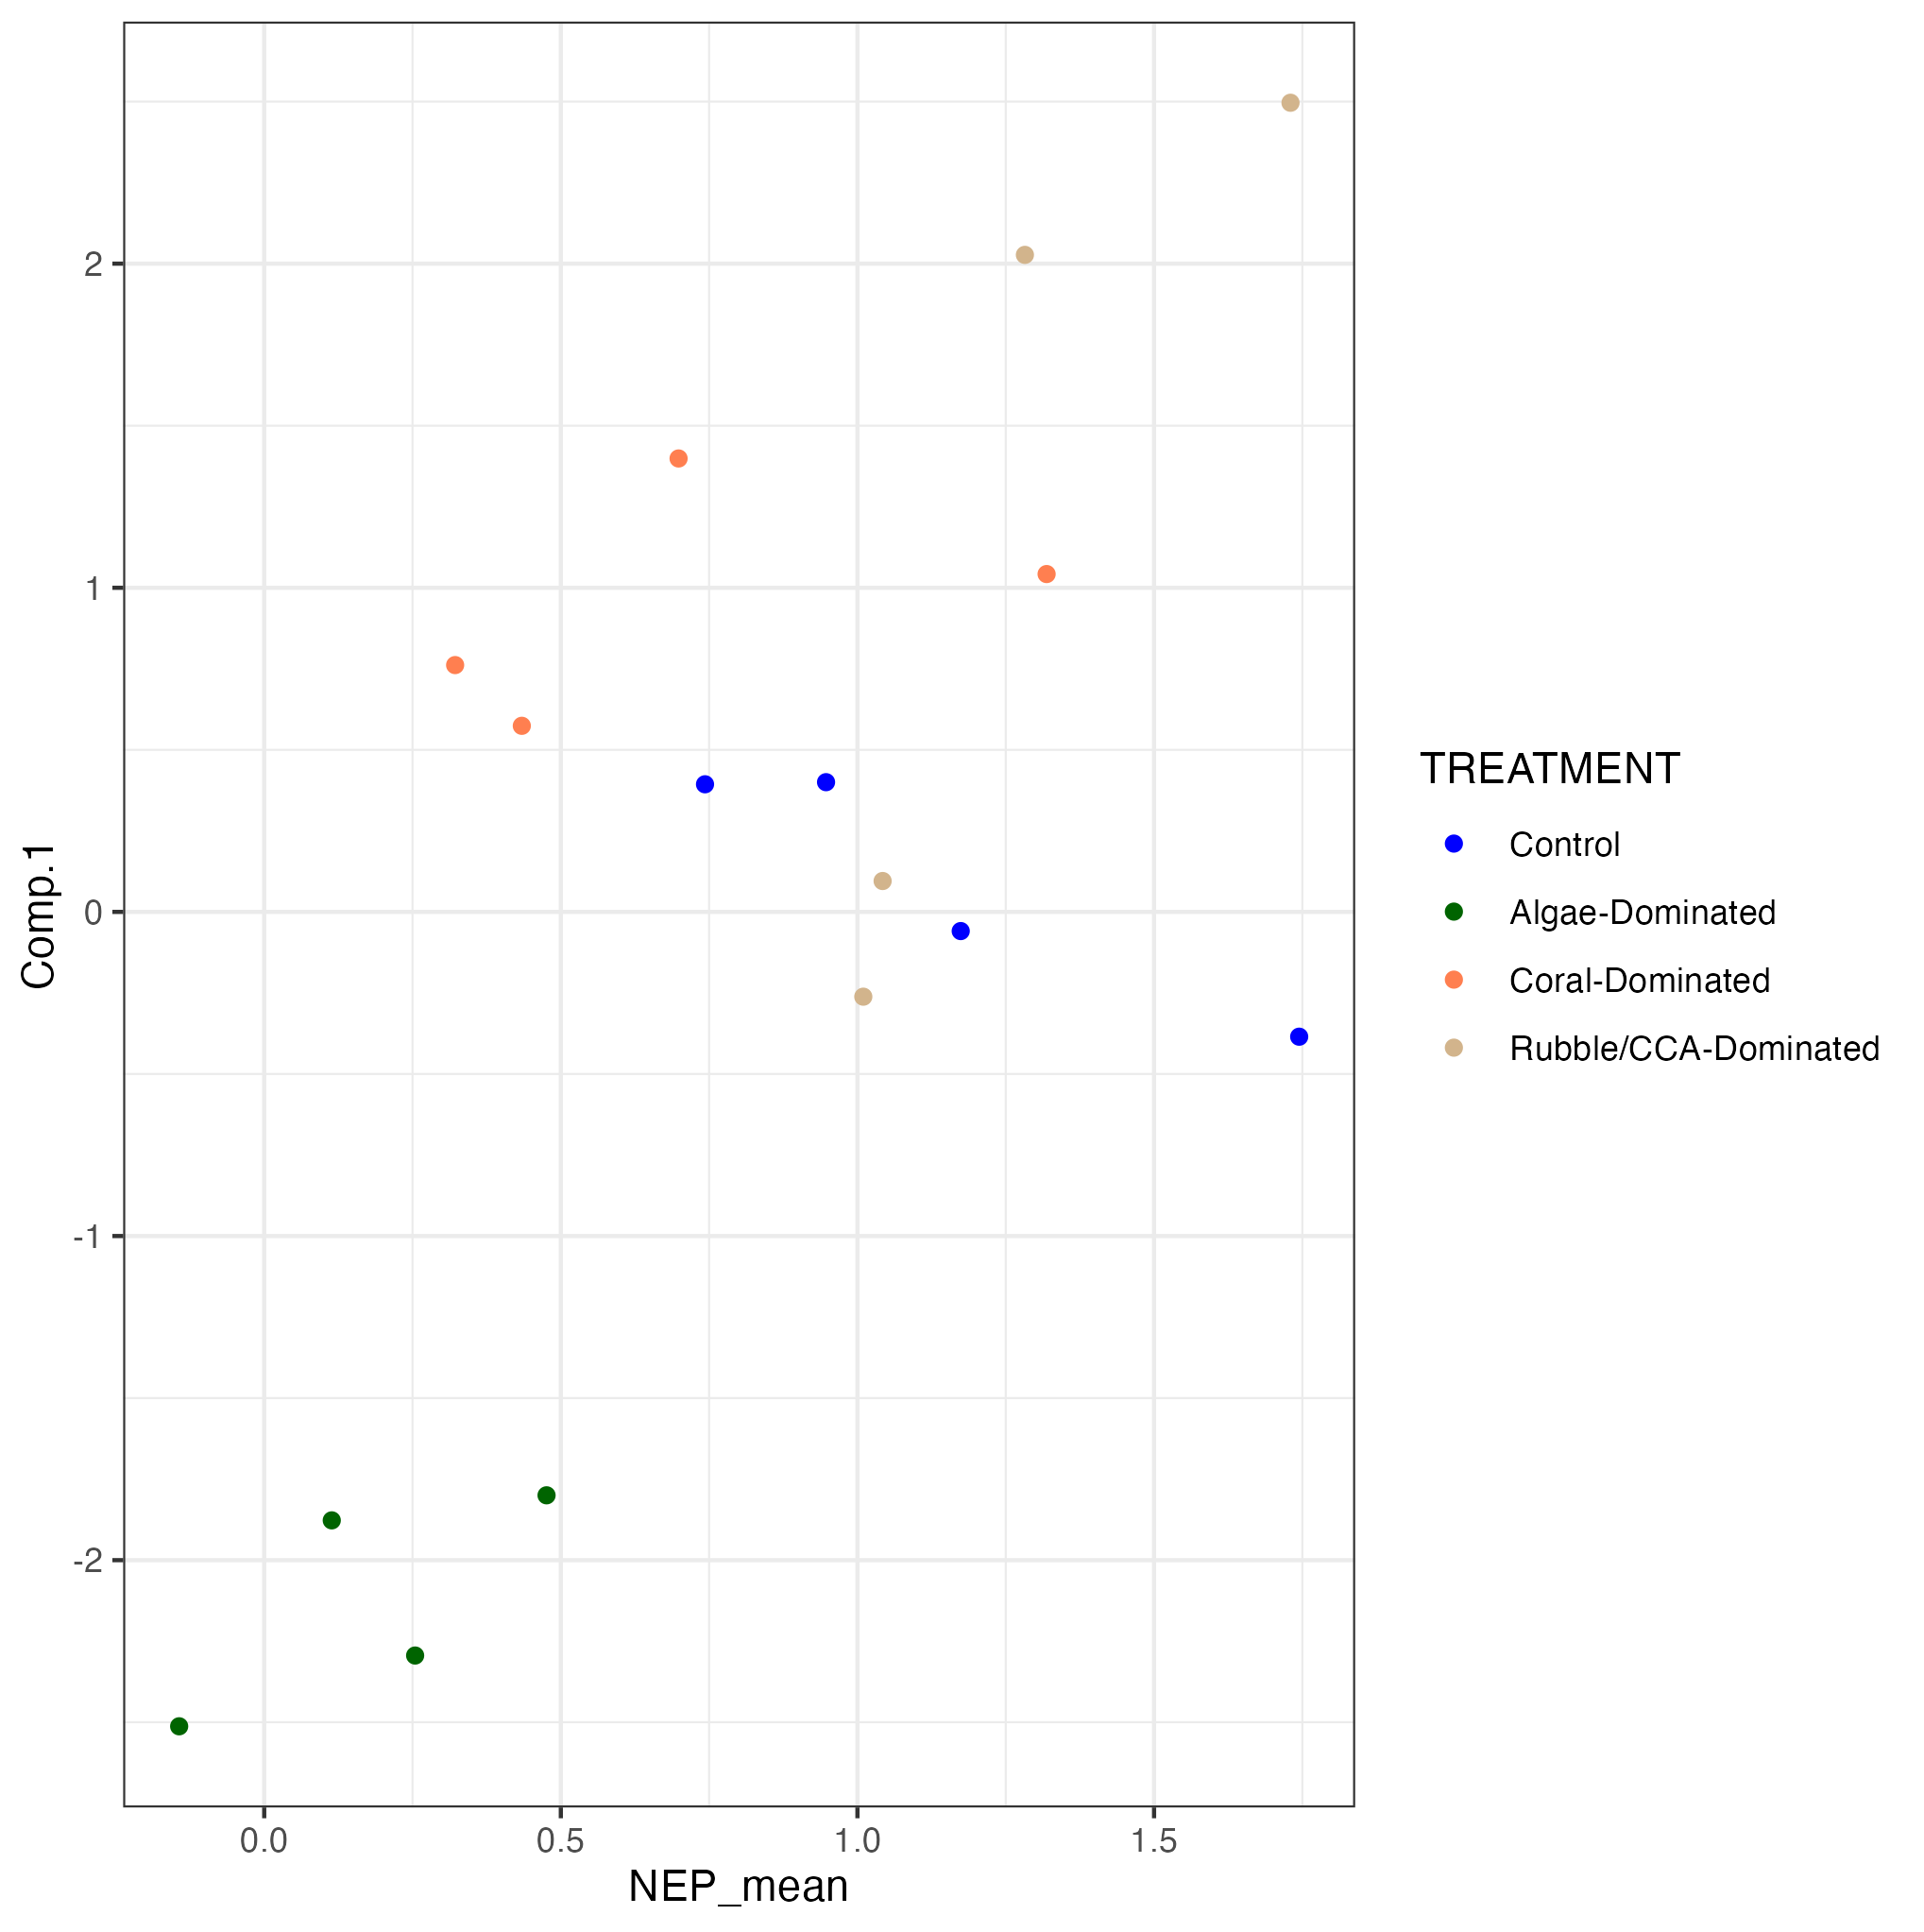 2
1
0
-1
-2
Comp.1
0.0 0.5 1.0 1.5
NEP_mean
TREATMENT
Control
Algae-Dominated
Coral-Dominated
Rubble/CCA-Dominated